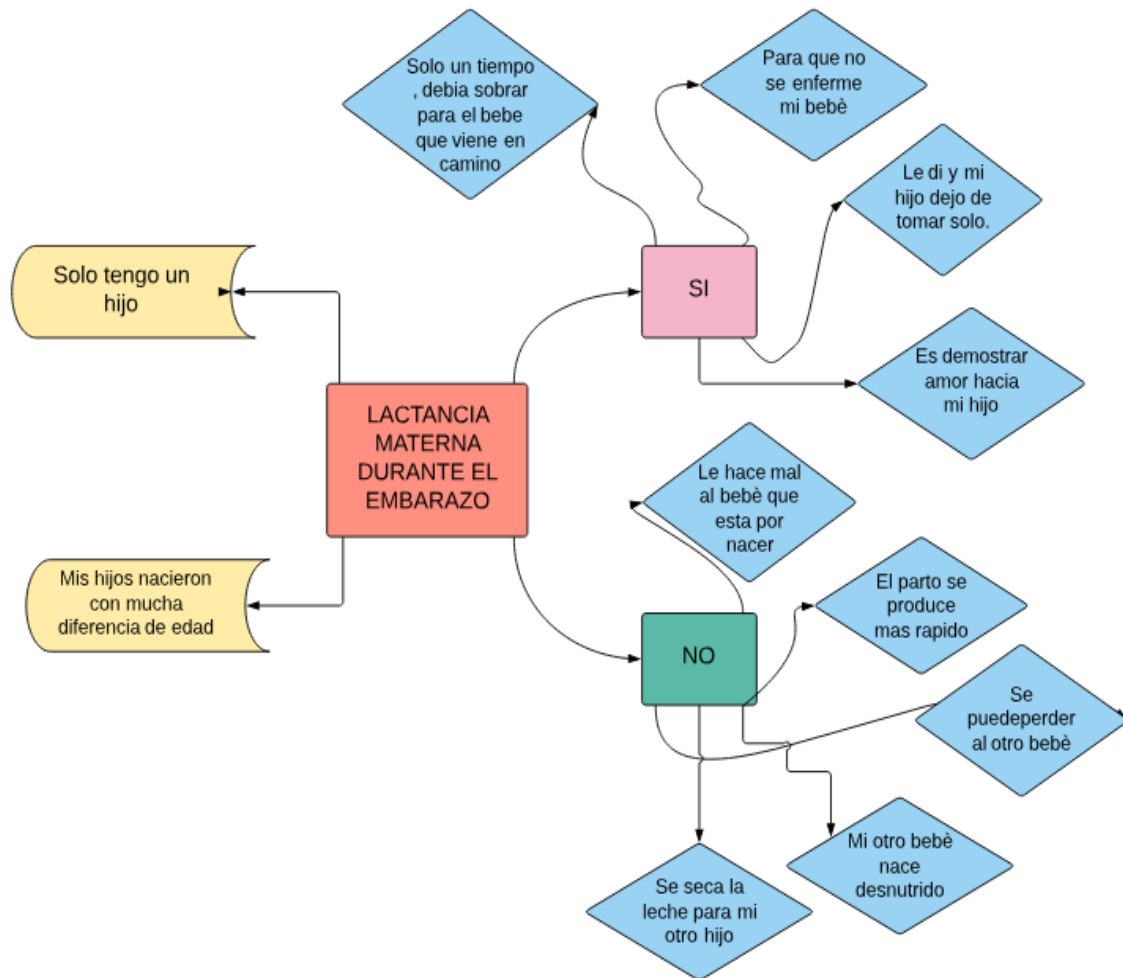 Solo un tiempo
, debia sobrar
para el bebe
que viene en
camino
Para que no
se enferme
mi bebè
Le di y mi
hijo dejo de
tomar solo.
Solo tengo un
hijo
SI
Es demostrar
amor hacia
mi hijo
LACTANCIA
MATERNA
DURANTE EL
EMBARAZO
Le hace mal
al bebè que
esta por
nacer
Mis hijos nacieron
con mucha
diferencia de edad
El parto se
produce
mas rapido
NO
Se
puedeperder
al otro bebè
Mi otro bebè
nace
desnutrido
Se seca la
leche para mi
otro hijo